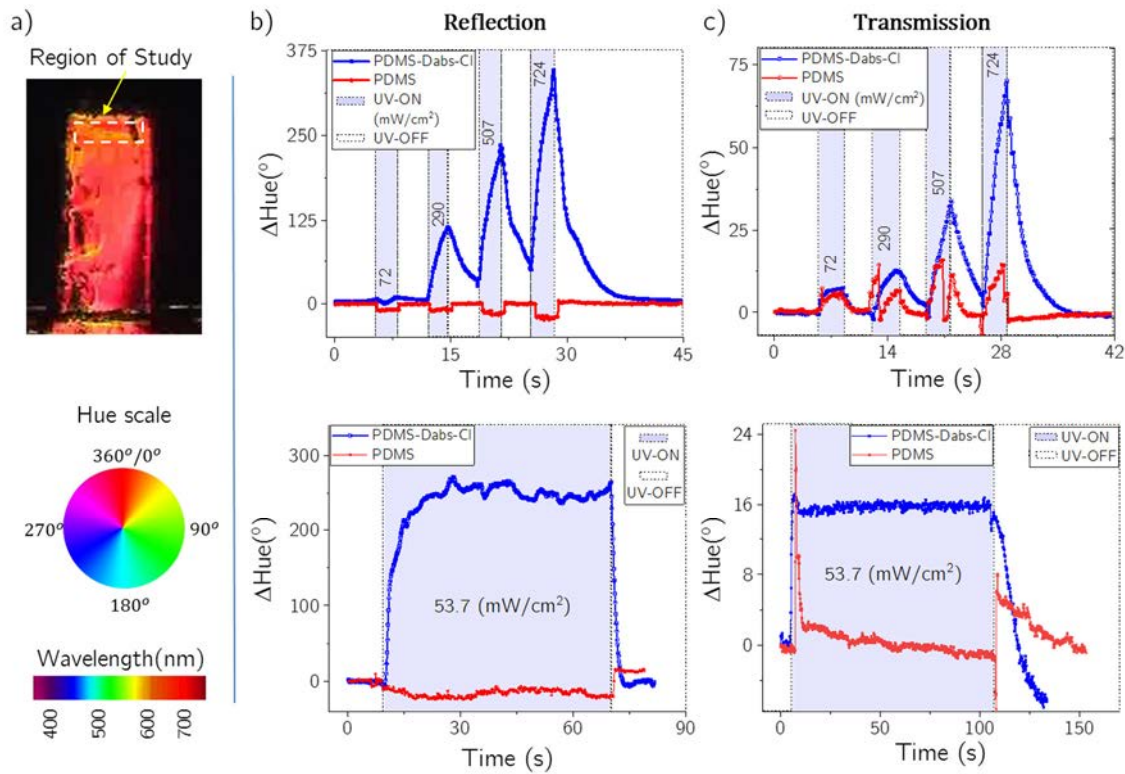 a)
Region of Study
Hue scale
360º/0º
270º
90º
180º
Wavelength(nm)
400
500
600
700
b)
Reflection
375
250
125
0
ΔHue(°)
PDMS-Dabs-Cl
PDMS
UV-ON
(mW/cm²)
UV-OFF
72
290
507
724
0
15
30
45
Time (s)
300
200
100
0
ΔHue(°)
PDMS-Dabs-Cl
PDMS
UV-ON
UV-OFF
53.7 (mW/cm²)
0
30
60
90
Time (s)
c)
Transmission
75
50
25
0
ΔHue(°)
PDMS-Dabs-Cl
PDMS
UV-ON (mW/cm²)
UV-OFF
72
290
507
724
0
14
28
42
Time (s)
24
16
8
0
ΔHue(°)
PDMS-Dabs-Cl
PDMS
UV-ON
UV-OFF
53.7 (mW/cm²)
0
50
100
150
Time (s)